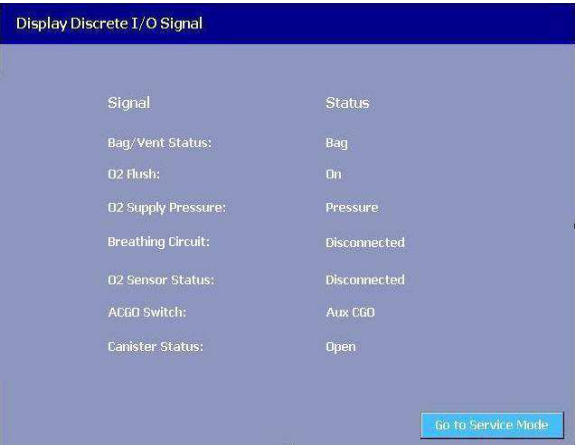 Display Discrete I/O Signal
Signal Status
Bag/Vent Status: Bag
O2 Flush: On
O2 Supply Pressure: Pressure
Breathing Circuit: Disconnected
O2 Sensor Status: Disconnected
ACGO Switch: Aux CGO
Canister Status: Open
Go to Service Mode